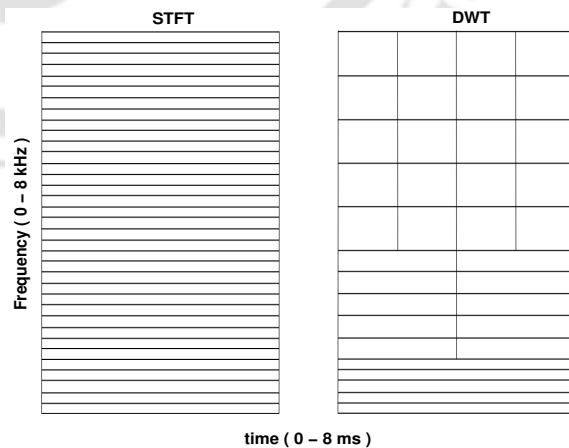 STFT
DWT
Frequency ( 0 – 8 kHz )
time ( 0 – 8 ms )